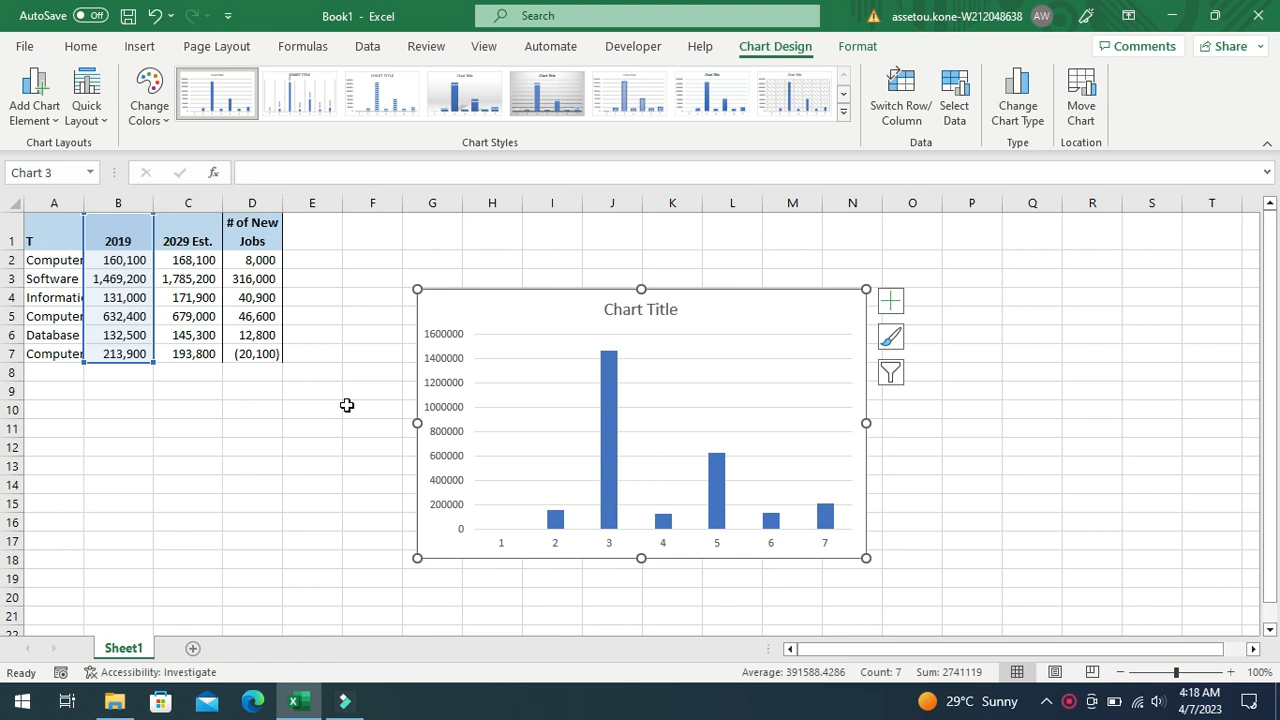 AutoSave Off Book1 - Excel Search assetou.kone-W212048638 AW
File Home Insert Page Layout Formulas Data Review View Automate Developer Help Chart Design Format Comments Share
Add Chart Element Quick Layout Change Colors Switch Row/ Column Select Data Change Chart Type Move Chart
Chart Layouts Chart Styles Data Type Location
Chart 3 fx
A B C D E F G H I J K L M N O P Q R S T
# of New
1 T 2019 2029 Est. Jobs
2 Computer 160,100 168,100 8,000
3 Software 1,469,200 1,785,200 316,000
4 Informati 131,000 171,900 40,900
5 Computer 632,400 679,000 46,600
6 Database 132,500 145,300 12,800
7 Computer 213,900 193,800 (20,100)
8
9
10
11
12
13
14
15
16
17
18
19
20
21
22
Chart Title
1600000
1400000
1200000
1000000
800000
600000
400000
200000
0
1 2 3 4 5 6 7
Sheet1
Ready Accessibility: Investigate Average: 391588.4286 Count: 7 Sum: 2741119 100%
29°C Sunny 4:18 AM
4/7/2023